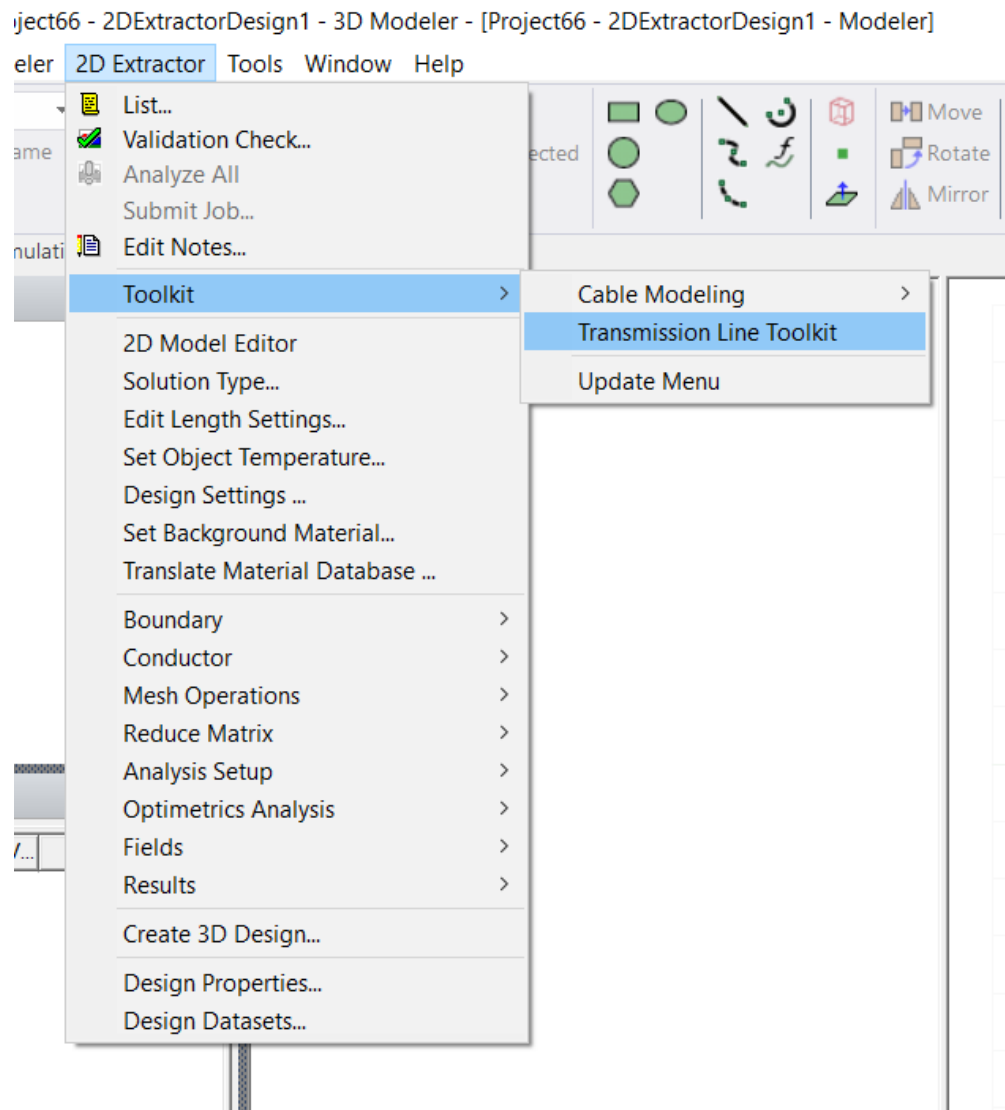 ject66 - 2DExtractorDesign1 - 3D Modeler - [Project66 - 2DExtractorDesign1 - Modeler]
eler 2D Extractor Tools Window Help
List...
Validation Check...
Analyze All
Submit Job...
Edit Notes...
Toolkit
2D Model Editor
Solution Type...
Edit Length Settings...
Set Object Temperature...
Design Settings ...
Set Background Material...
Translate Material Database ...
Boundary
Conductor
Mesh Operations
Reduce Matrix
Analysis Setup
Optimetrics Analysis
Fields
Results
Create 3D Design...
Design Properties...
Design Datasets...
Cable Modeling
Transmission Line Toolkit
Update Menu
ame
ected
mulati
Move
Rotate
Mirror